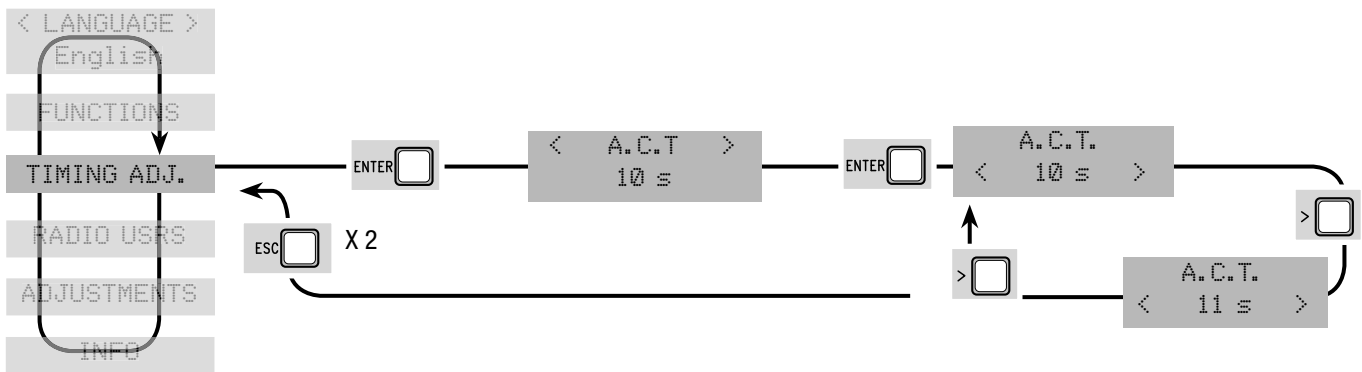 < LANGUAGE >
English
FUNCTIONS
TIMING ADJ.
RADIO USRS
ADJUSTMENTS
INFO
ENTER
< A.C.T >
10 s
ENTER
A.C.T.
< 10 s >
>
ESC
X 2
>
A.C.T.
< 11 s >